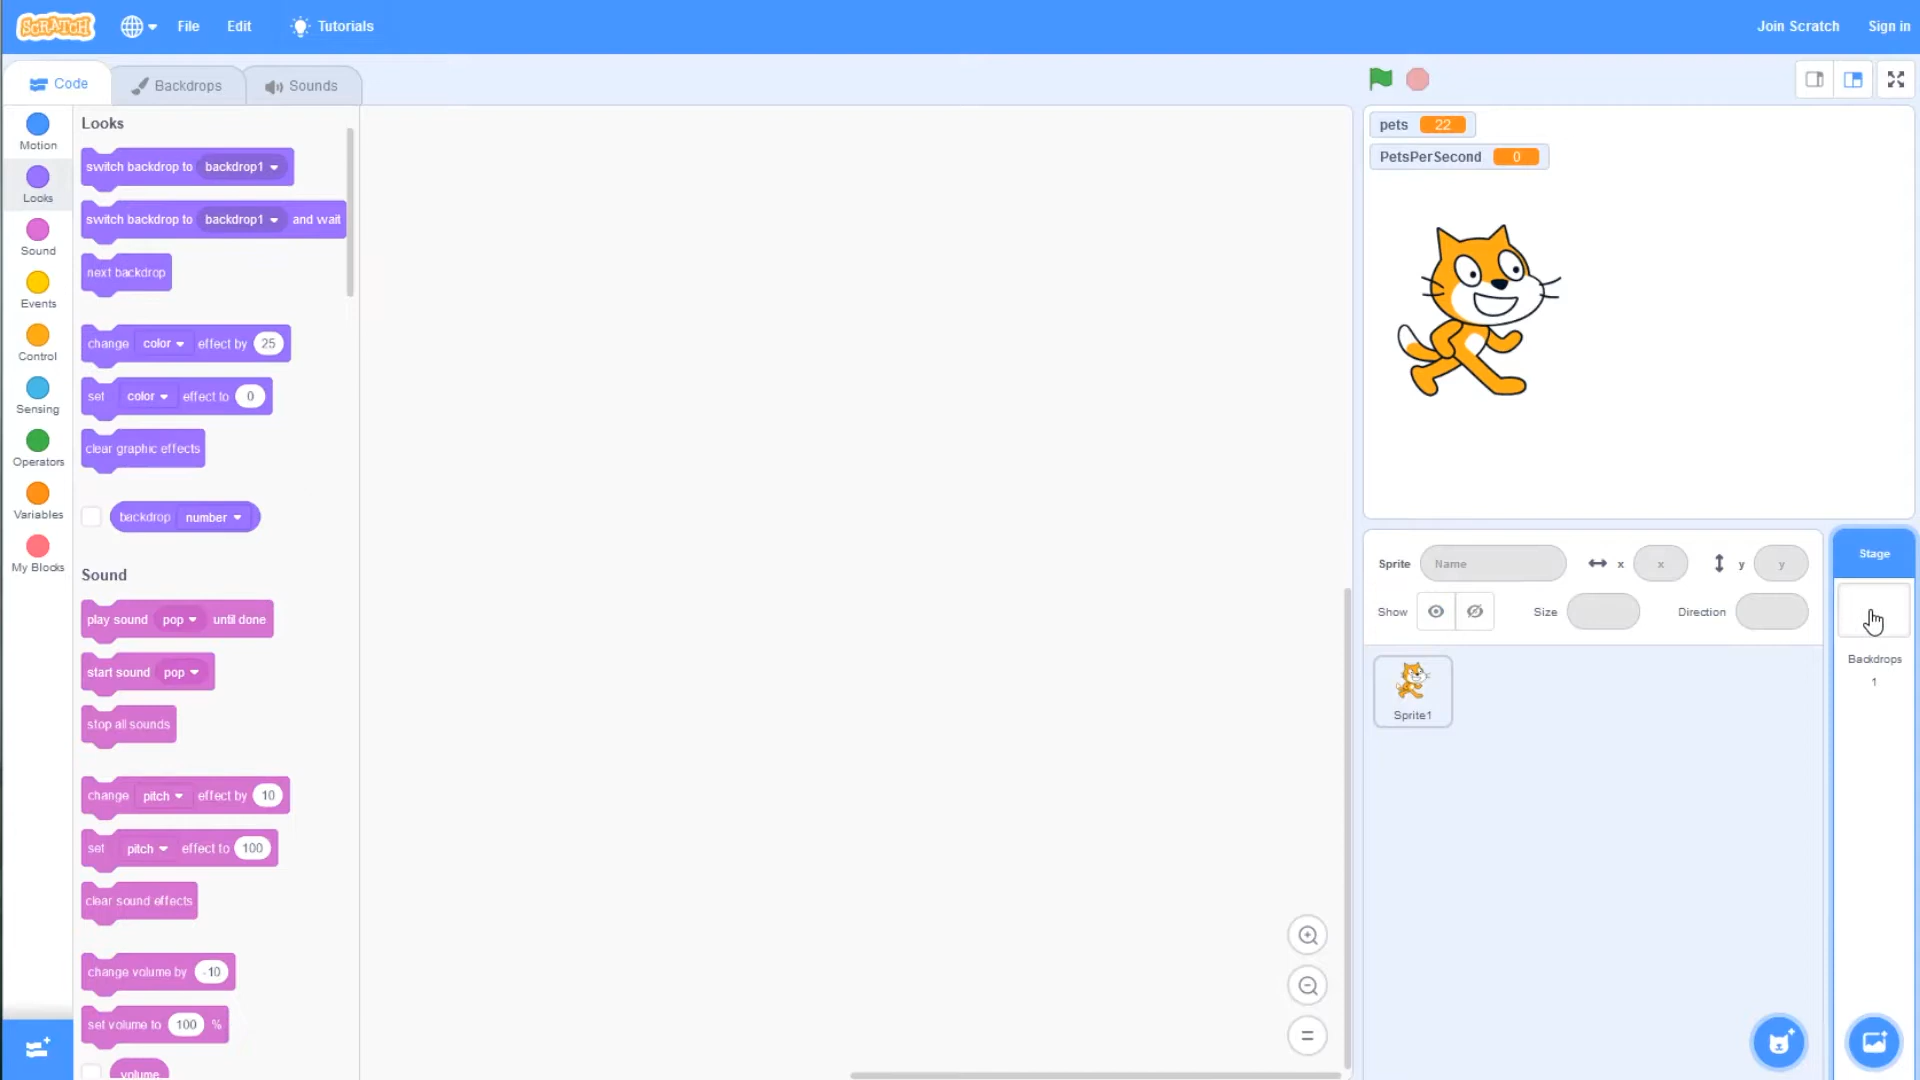 SCRATCH
File
Edit
Tutorials
Join Scratch
Sign in
Code
Backdrops
Sounds
Motion
Looks
Sound
Events
Control
Sensing
Operators
Variables
My Blocks
Looks
switch backdrop to backdrop1
switch backdrop to backdrop1 and wait
next backdrop
change color effect by 25
set color effect to 0
clear graphic effects
backdrop number
Sound
play sound pop until done
start sound pop
stop all sounds
change pitch effect by 10
set pitch effect to 100
clear sound effects
change volume by -10
set volume to 100 %
volume
pets 22
PetsPerSecond 0
Sprite Name x x y y
Show Size Direction
Sprite1
Stage
Backdrops
1